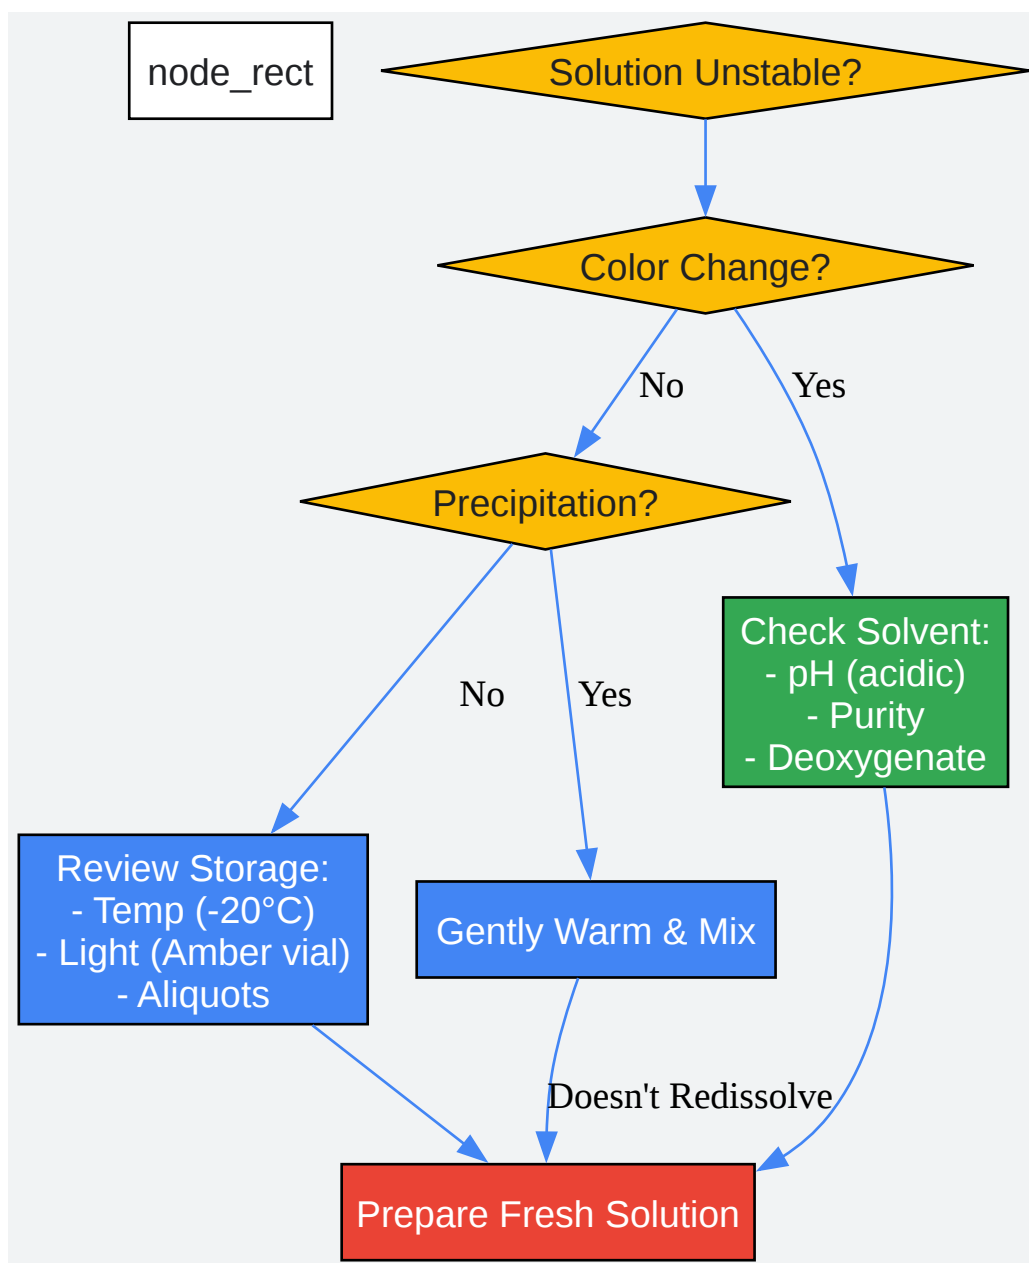 node_rect
Solution Unstable?
Color Change?
No
Yes
Precipitation?
Check Solvent:
- pH (acidic)
- Purity
- Deoxygenate
No
Yes
Review Storage:
- Temp (-20°C)
- Light (Amber vial)
- Aliquots
Gently Warm & Mix
Doesn't Redissolve
Prepare Fresh Solution